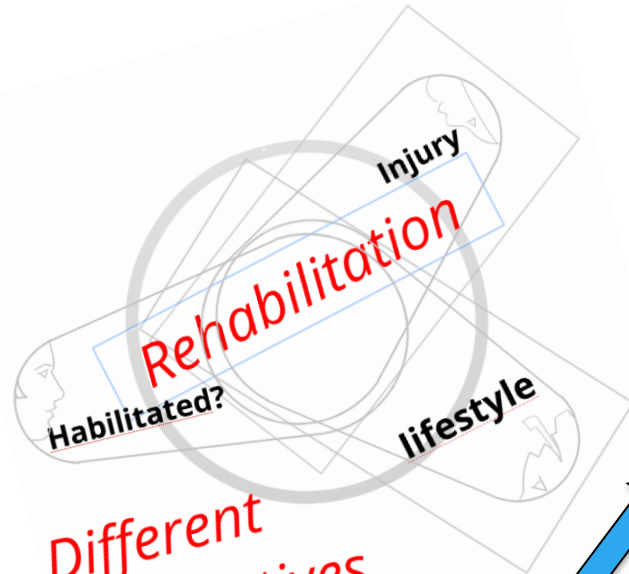 Injury
Rehabilitation
Habilitated?
lifestyle
Different